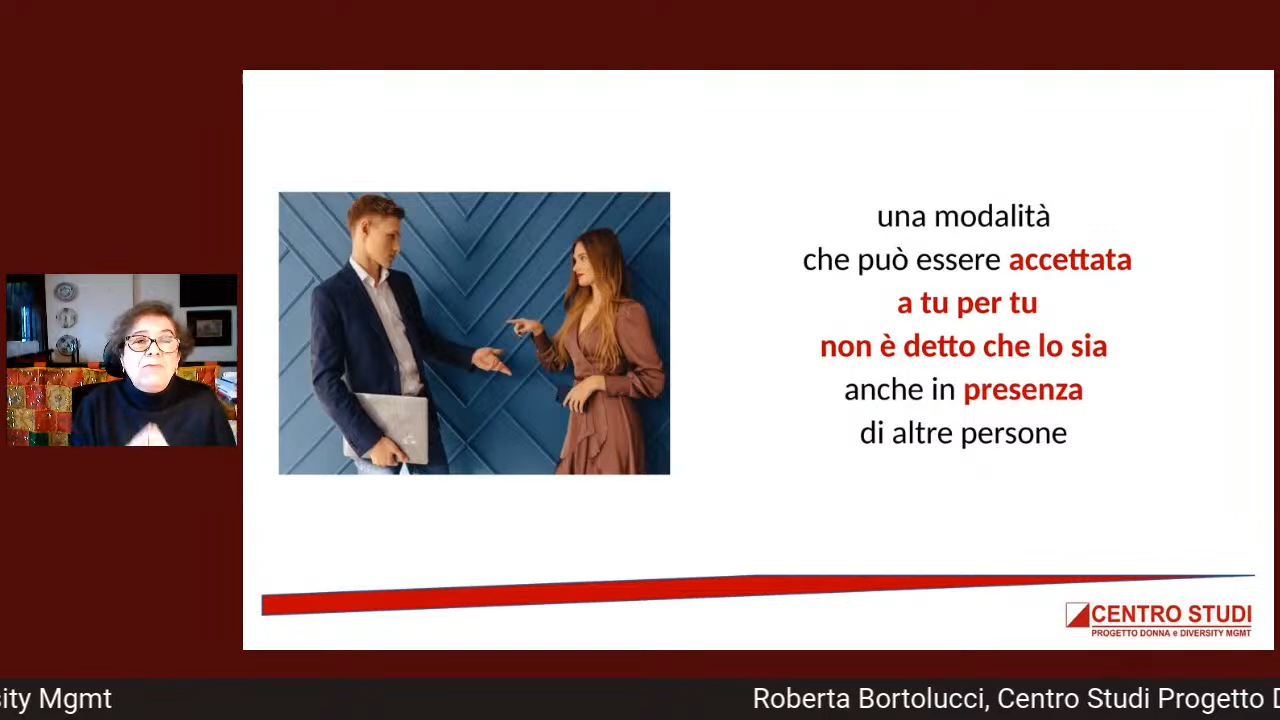 una modalità
che può essere accettata
a tu per tu
non è detto che lo sia
anche in presenza
di altre persone
CENTRO STUDI
PROGETTO DONNA e DIVERSITY MGMT
sity Mgmt
Roberta Bortolucci, Centro Studi Progetto D